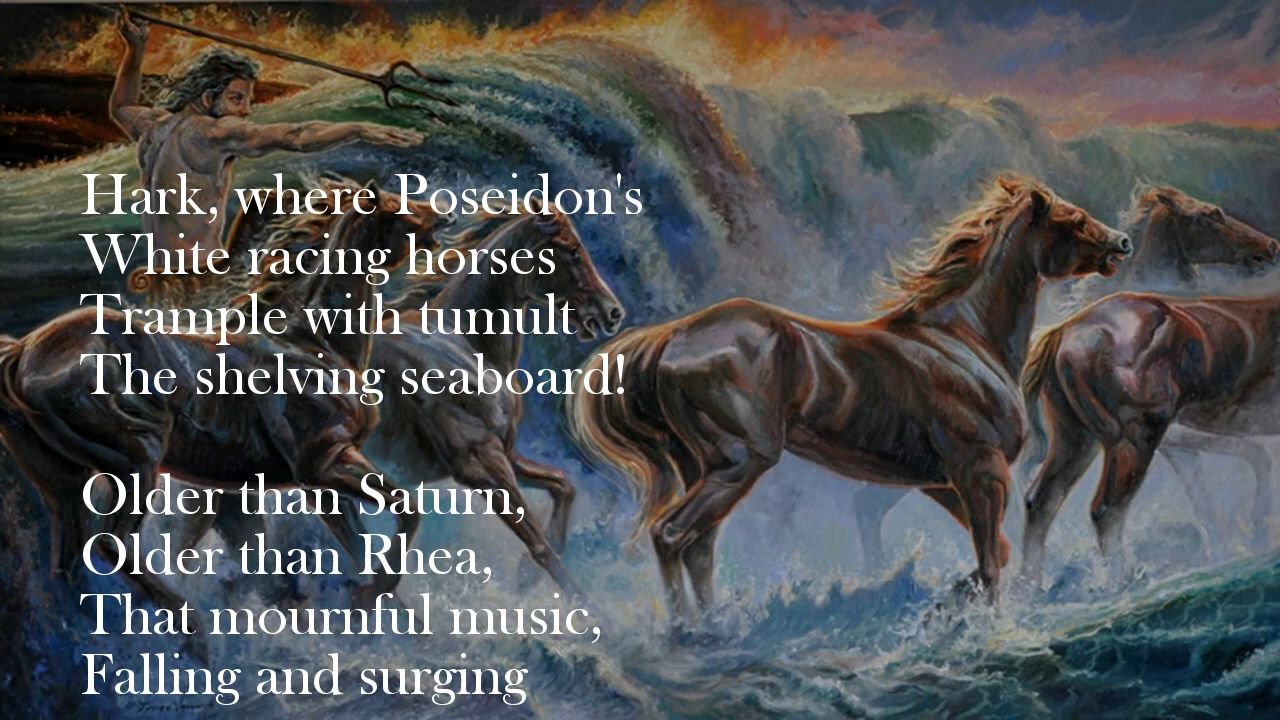 Hark, where Poseidon's
White racing horses
Trample with tumult
The shelving seaboard!
Older than Saturn,
Older than Rhea,
That mournful music,
Falling and surging